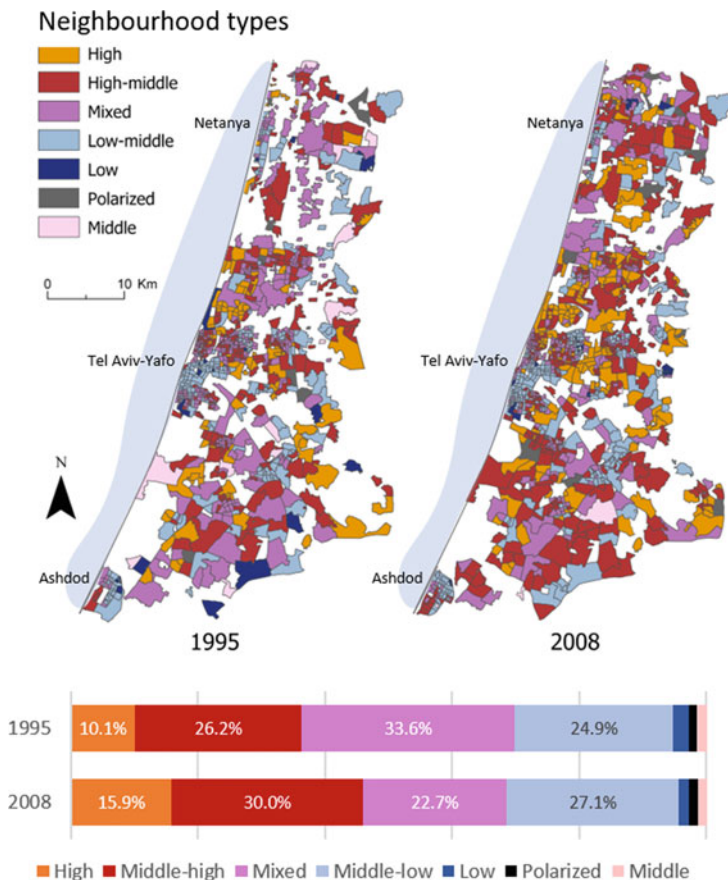 Neighbourhood types
High
High-middle
Mixed
Low-middle
Low
Polarized
Middle
0 10 Km
N
Netanya
Tel Aviv-Yafo
Ashdod
1995
Netanya
Tel Aviv-Yafo
Ashdod
2008
1995 10.1% 26.2% 33.6% 24.9%
2008 15.9% 30.0% 22.7% 27.1%
High Middle-high Mixed Middle-low Low Polarized Middle